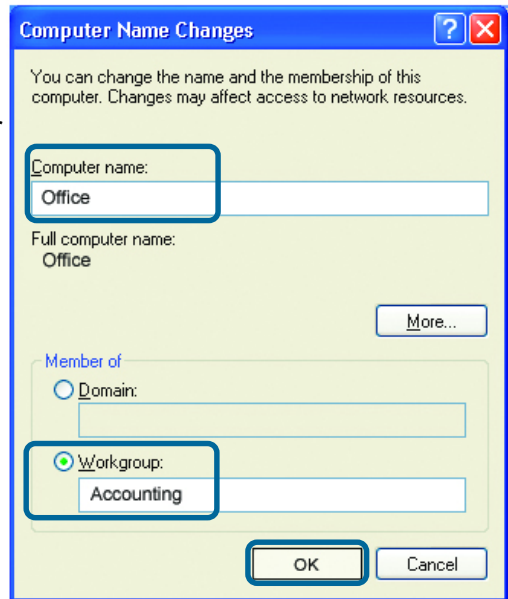 Computer Name Changes
You can change the name and the membership of this
computer. Changes may affect access to network resources.
Computer name:
Office
Full computer name:
Office
More...
Member of
Domain:
Workgroup:
Accounting
OK Cancel